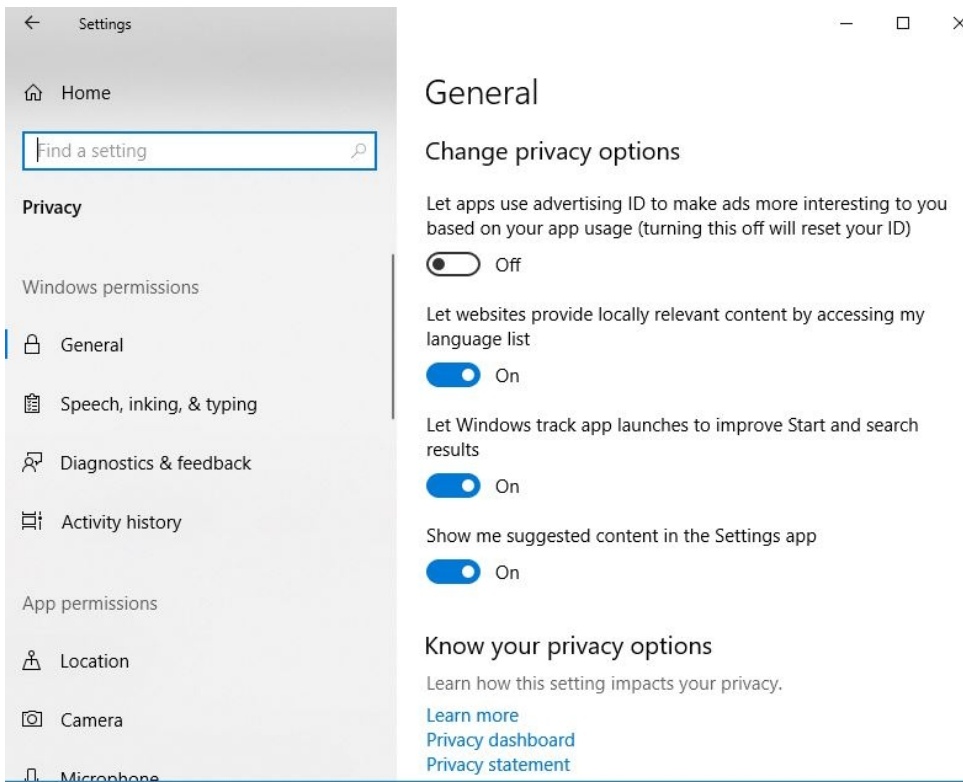 Settings
Home
Find a setting
Privacy
Windows permissions
General
Speech, inking, & typing
Diagnostics & feedback
Activity history
App permissions
Location
Camera
Microphone
General
Change privacy options
Let apps use advertising ID to make ads more interesting to you
based on your app usage (turning this off will reset your ID)
Off
Let websites provide locally relevant content by accessing my
language list
On
Let Windows track app launches to improve Start and search
results
On
Show me suggested content in the Settings app
On
Know your privacy options
Learn how this setting impacts your privacy.
Learn more
Privacy dashboard
Privacy statement